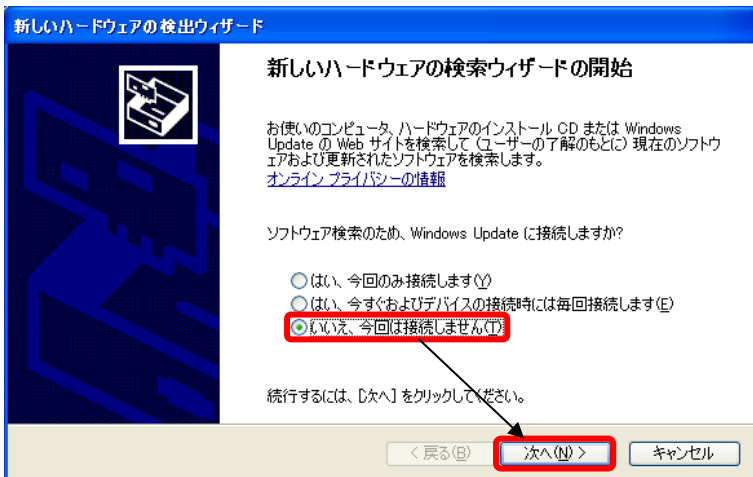 新しいハードウェアの検出ウィザード
新しいハードウェアの検索ウィザードの開始
お使いのコンピュータ、ハードウェアのインストール CD または Windows
Update の Web サイトを検索して (ユーザーの了解のもとに) 現在のソフトウ
ェアおよび更新されたソフトウェアを検索します。
オンライン プライバシーの情報
ソフトウェア検索のため、Windows Update に接続しますか?
はい、今回のみ接続します(Y)
はい、今すぐおよびデバイスの接続時には毎回接続します(E)
いいえ、今回は接続しません(T)
続行するには、[次へ] をクリックしてください。
< 戻る(B) 次へ(N) > キャンセル